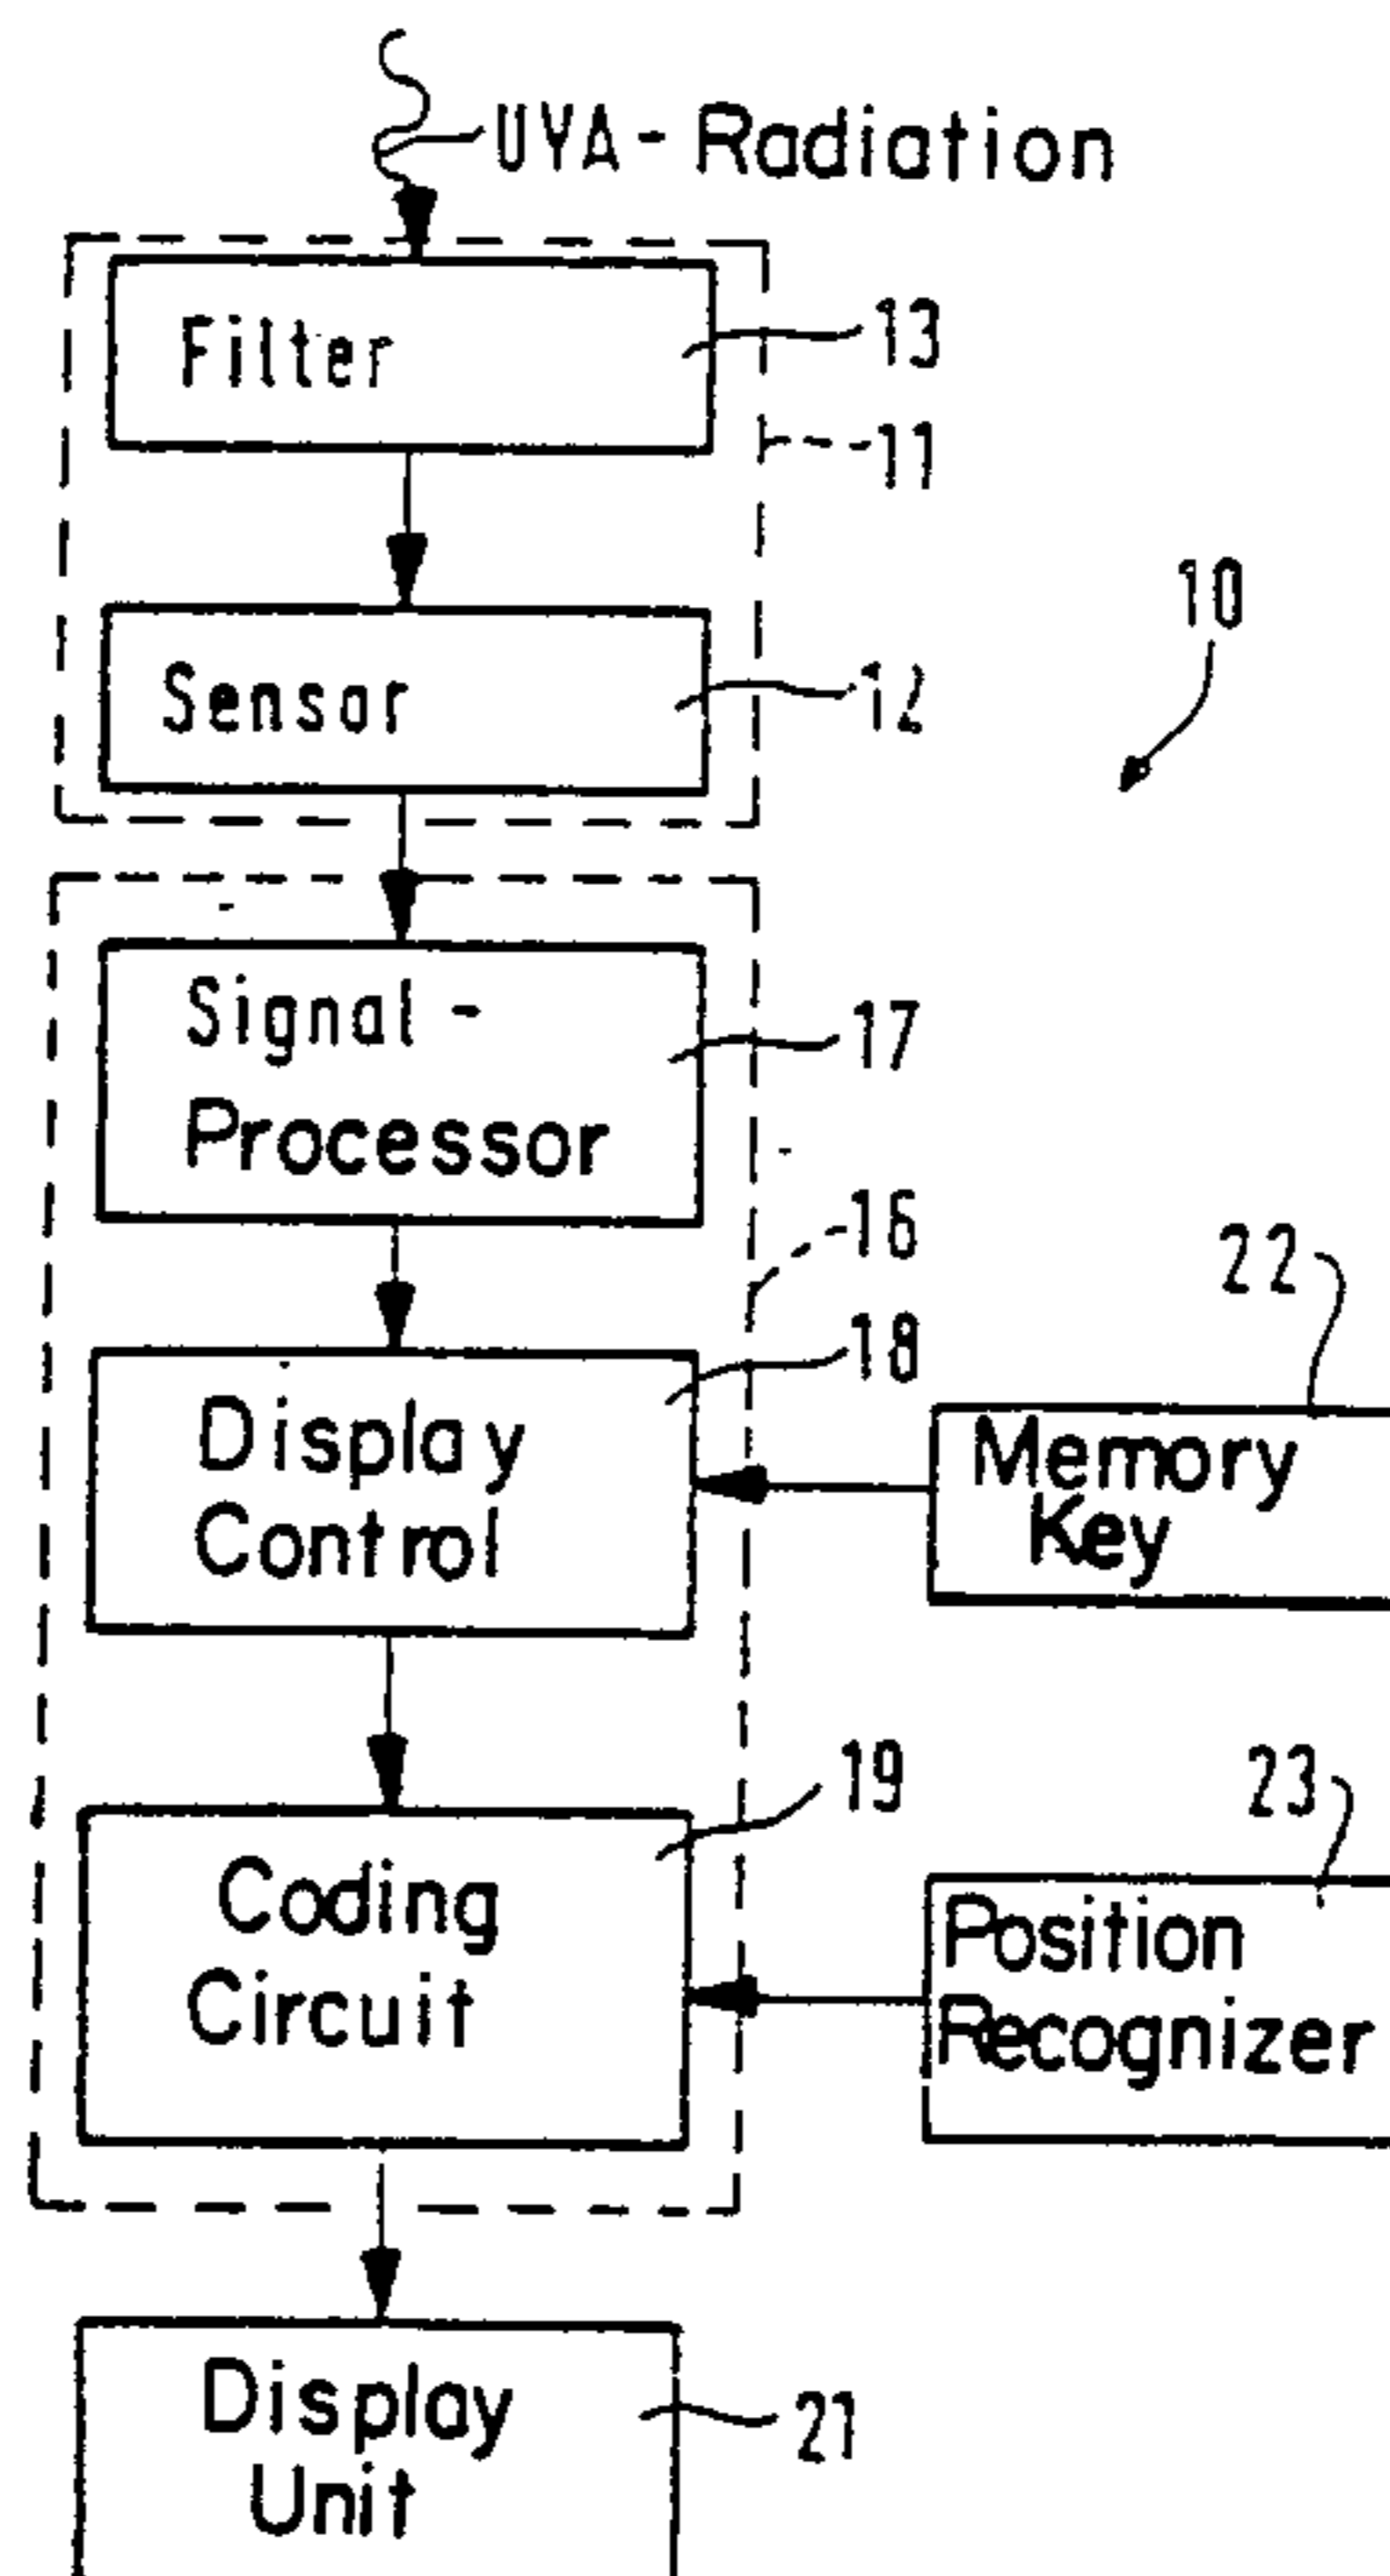 UVA - Radiation
Filter
13
11
10
Sensor
12
Signal -
Processor
17
16
18
22
Display
Control
Memory
Key
19
23
Coding
Circuit
Position
Recognizer
Display
Unit
21